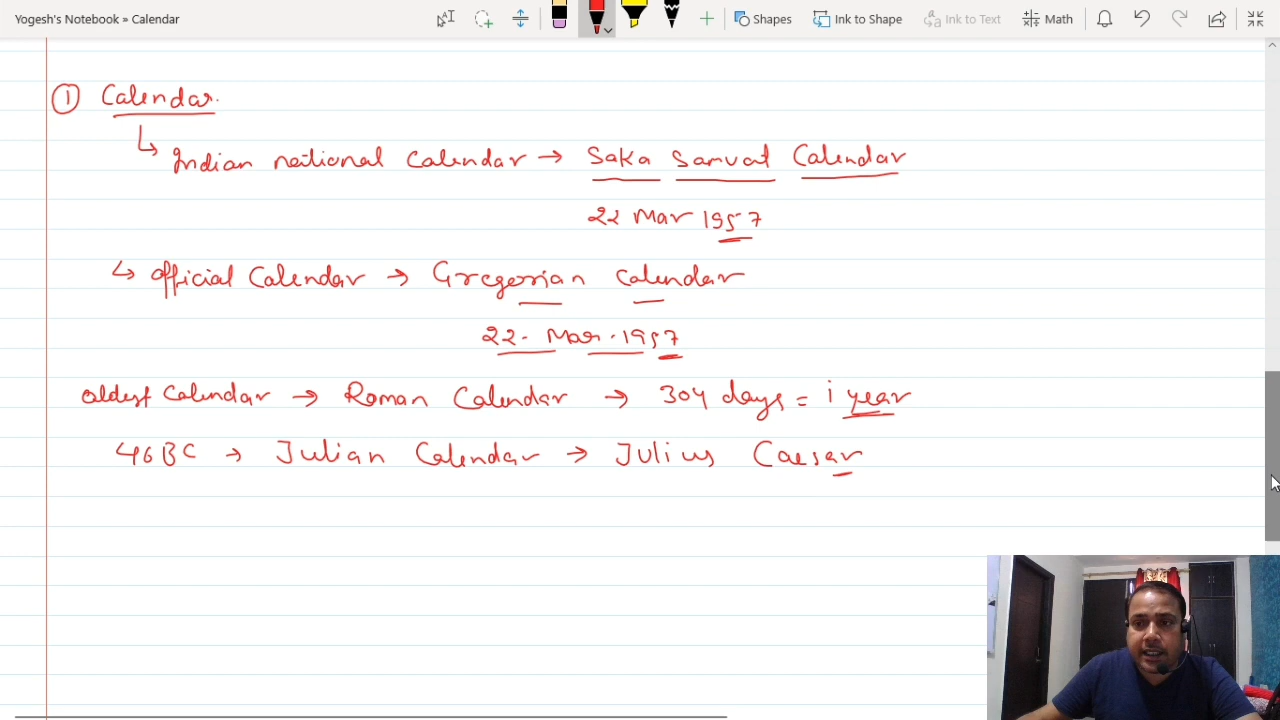 Yogesh's Notebook » Calendar
Shapes
Ink to Shape
Ink to Text
Math
① Calendar.
↳ Indian national Calendar → Saka Samvat Calendar
22 Mar 1957
↳ official Calendar → Gregorian calendar
22. Mar. 1957
oldest Calendar → Roman Calendar → 304 days = 1 year
46BC → Julian Calendar → Julius Caesar